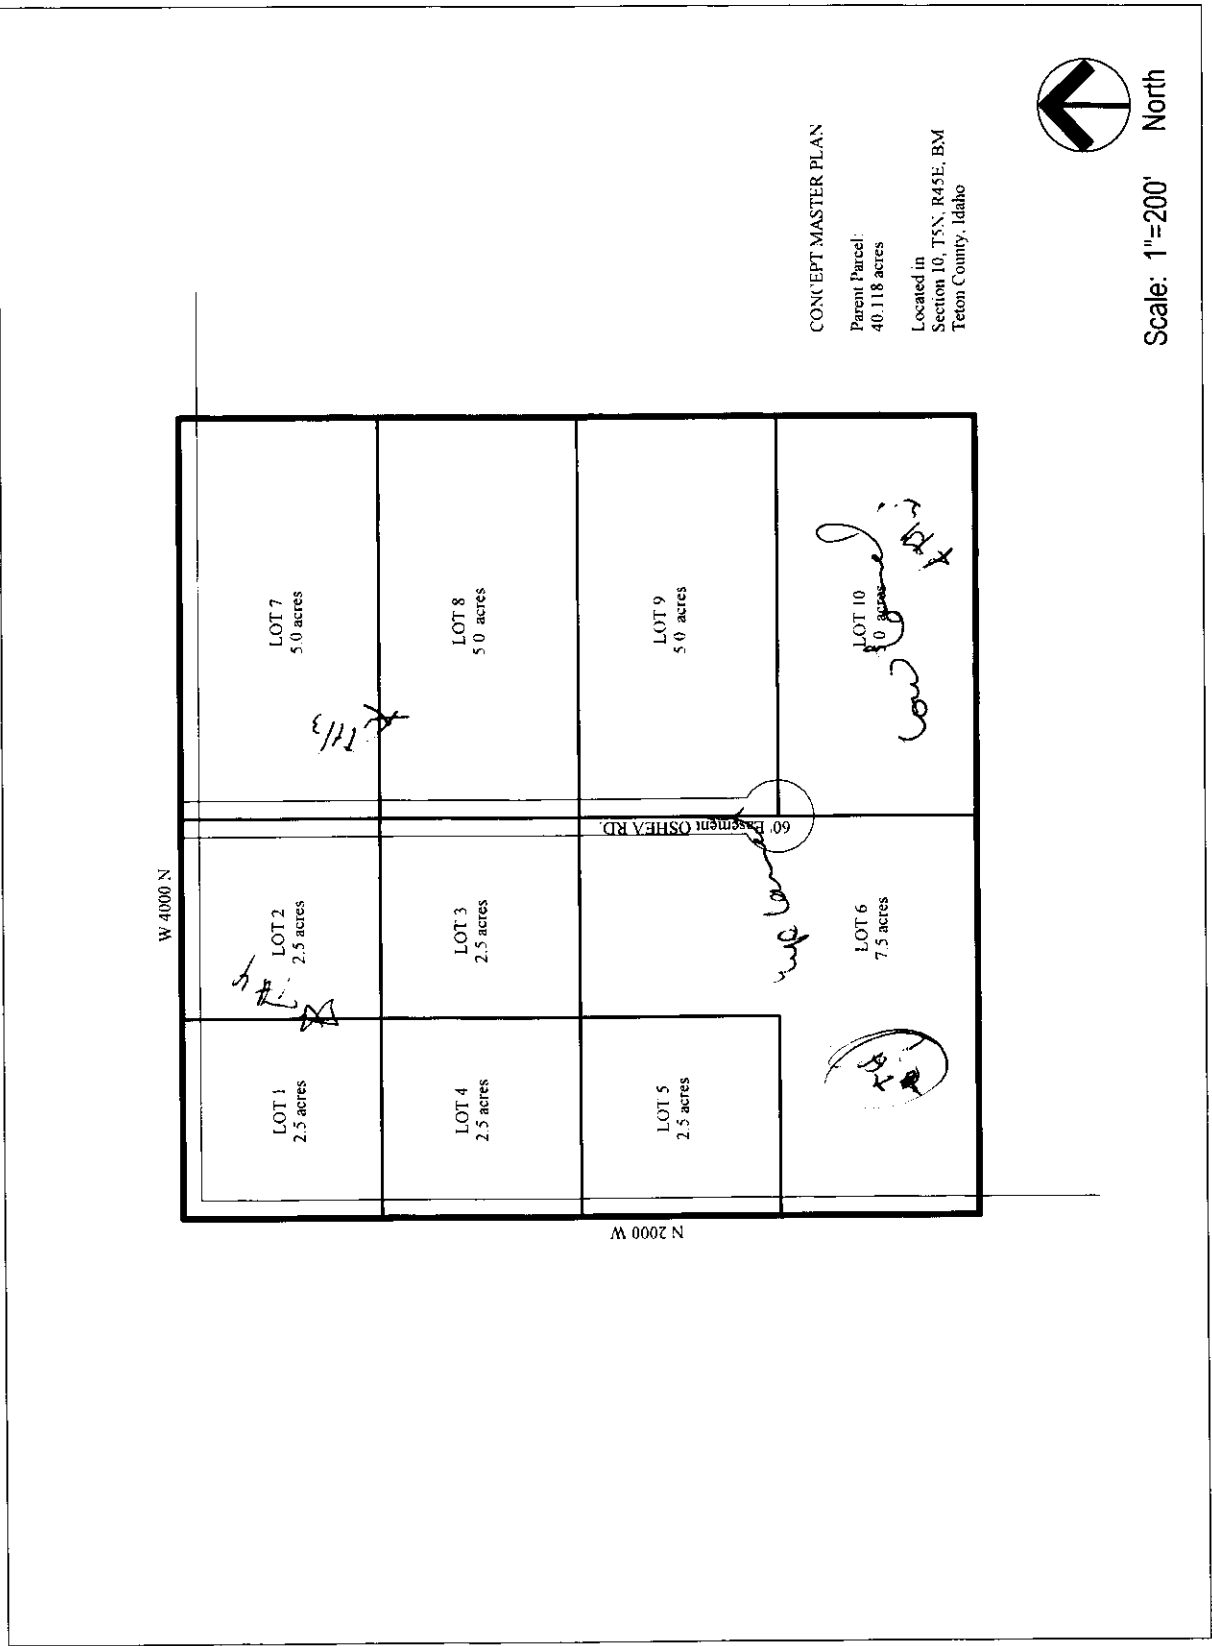 W 4000 N
LOT 1
2.5 acres
LOT 2
2.5 acres
LOT 7
5.0 acres
LOT 4
2.5 acres
LOT 3
2.5 acres
LOT 8
5.0 acres
LOT 5
2.5 acres
LOT 9
5.0 acres
LOT 6
7.5 acres
LOT 10
5.0 acres
60' Easement OSHEA RD.
N 2000 W
Low
CONCEPT MASTER PLAN
Parent Parcel:
40.118 acres
Located in
Section 10, T5N, R45E, BM
Teton County, Idaho
Scale: 1"=200'
North